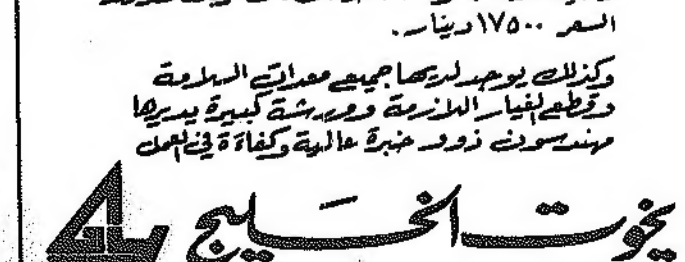 السعر ١٧٥٠٠ دينار.
وكذلك يوجد لديها جميع معدات السلامة
وقطع الغيار اللازمة وورشة كبيرة يديرها
مهندسون ذوو خبرة عالية وكفاءة في العمل
يخوت الخليج